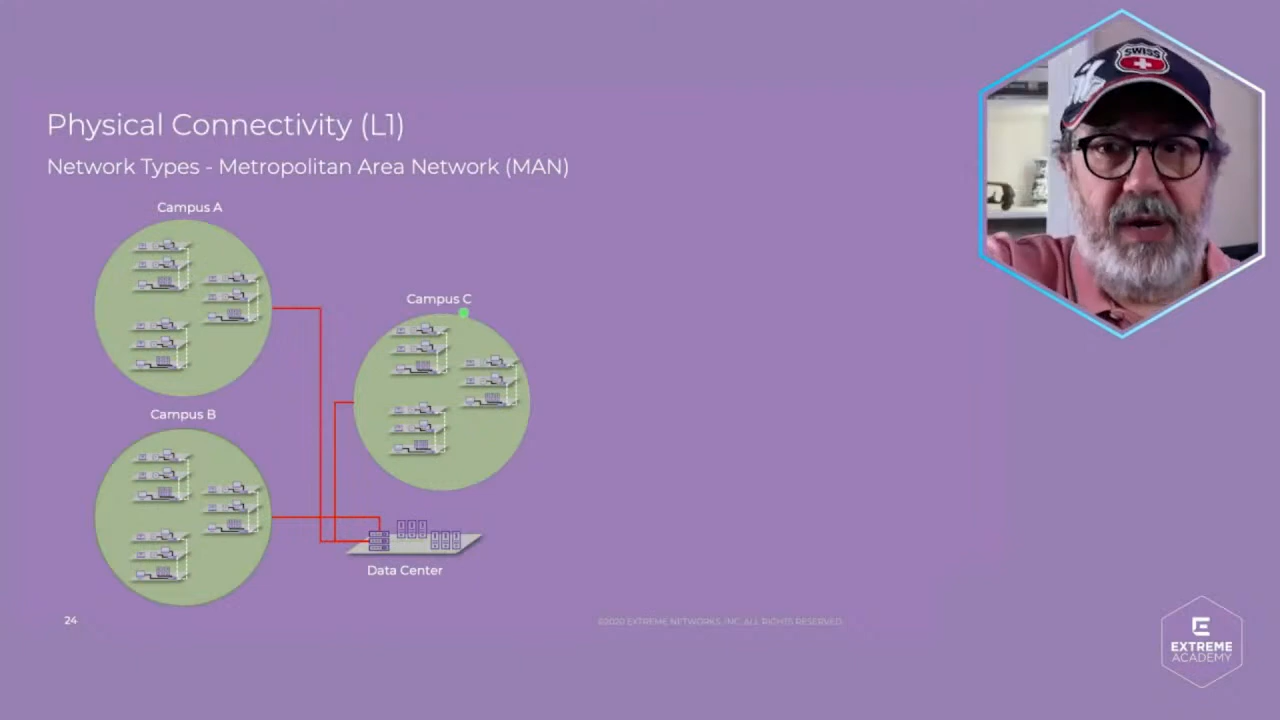 SWISS
Physical Connectivity (L1)
Network Types - Metropolitan Area Network (MAN)
Campus A
Campus C
Campus B
Data Center
24
©2020 EXTREME NETWORKS, INC. ALL RIGHTS RESERVED.
EXTREME
ACADEMY